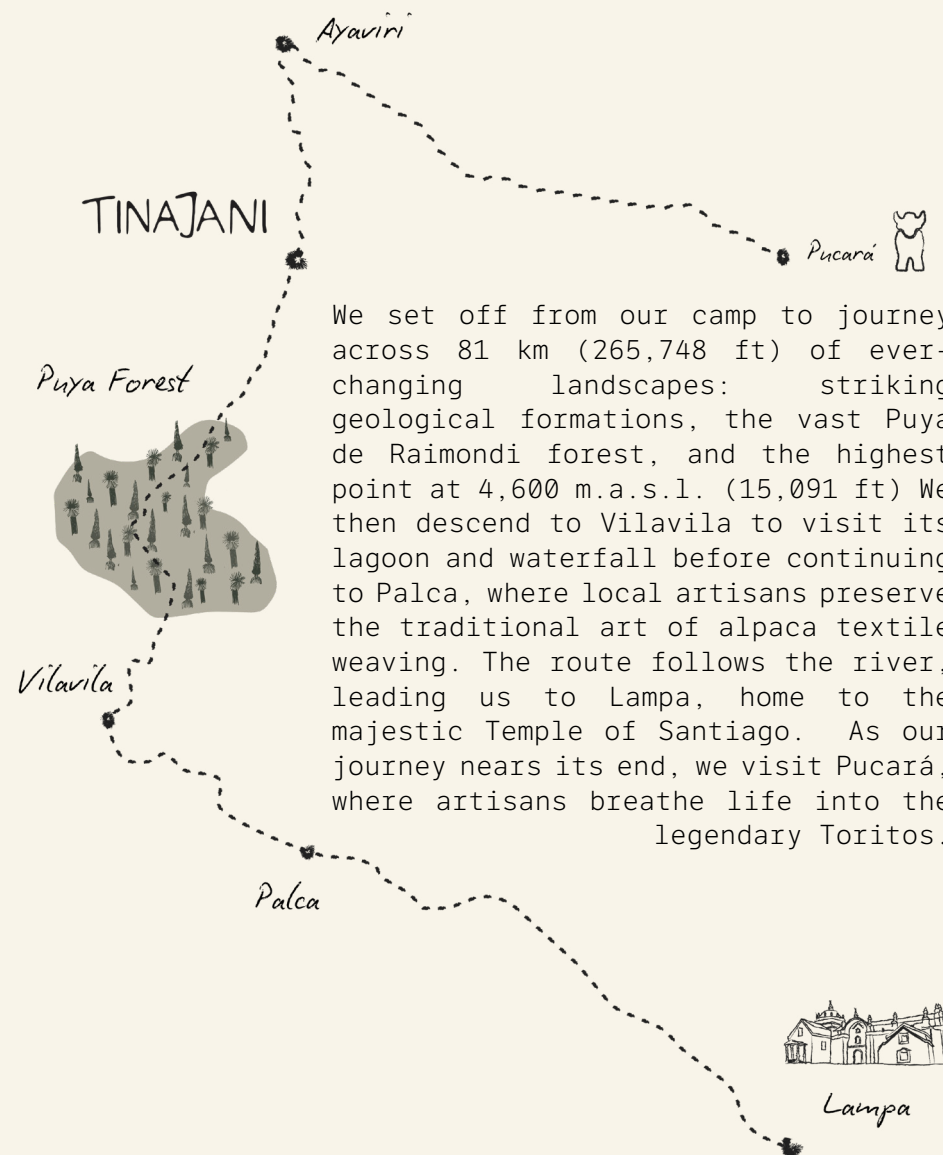 Ayaviri
TINAJANI
Pucará
We set off from our camp to journey
across 81 km (265,748 ft) of ever-
changing landscapes: striking
geological formations, the vast Puya
de Raimondi forest, and the highest
point at 4,600 m.a.s.l. (15,091 ft) We
then descend to Vilavila to visit its
lagoon and waterfall before continuing
to Palca, where local artisans preserve
the traditional art of alpaca textile
weaving. The route follows the river,
leading us to Lampa, home to the
majestic Temple of Santiago. As our
journey nears its end, we visit Pucará,
where artisans breathe life into the
legendary Toritos.
Puya Forest
Vilavila
Palca
Lampa